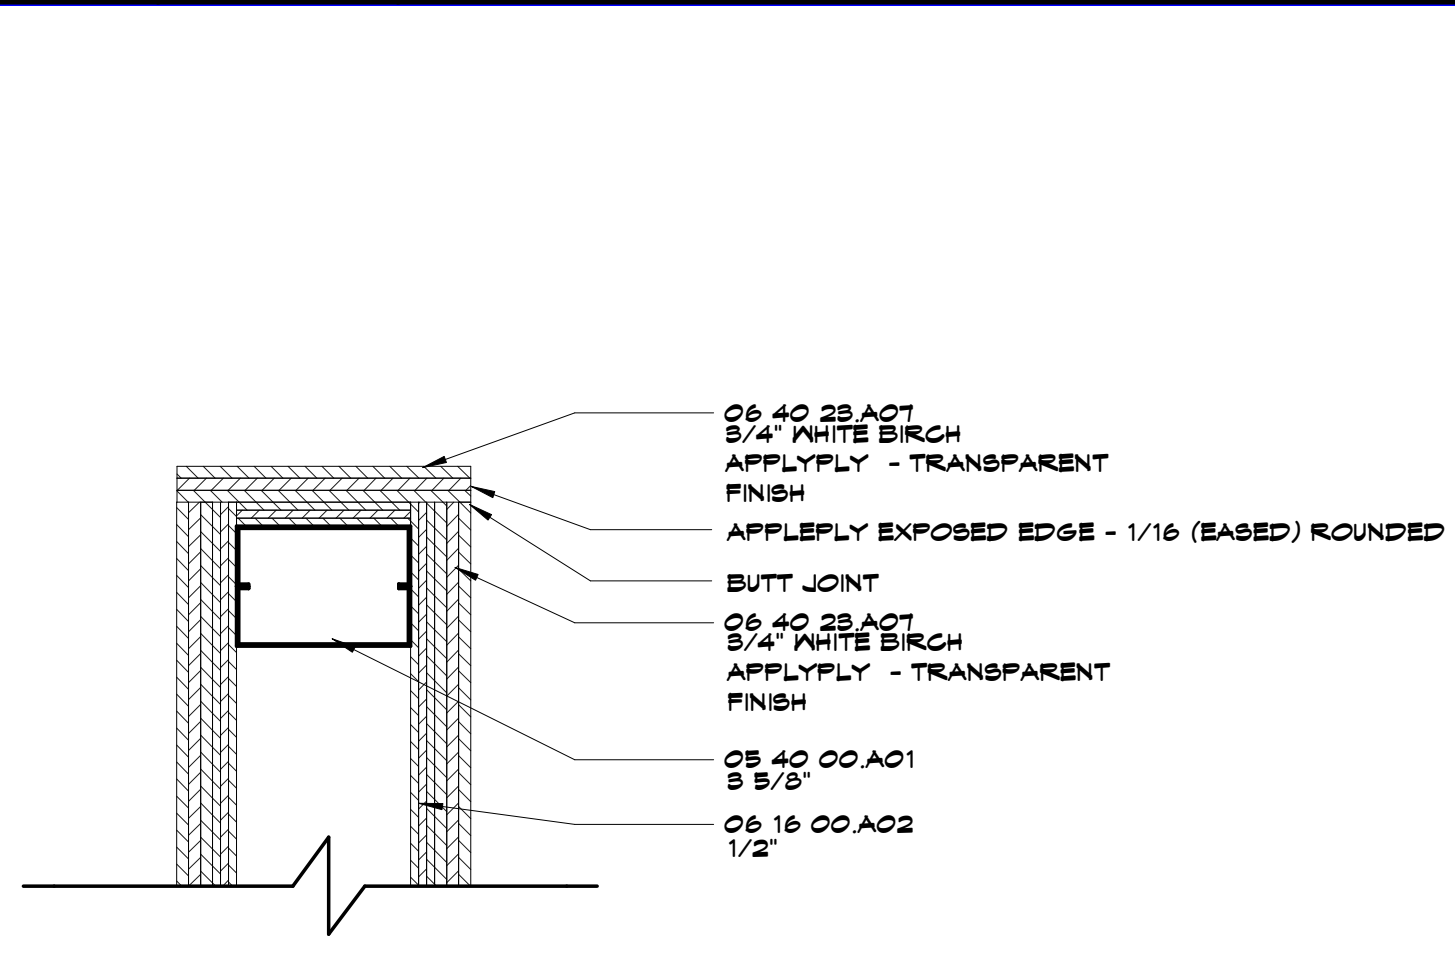 06 40 23.A07
3/4" WHITE BIRCH
APPLYPLY - TRANSPARENT
FINISH
APPLEPLY EXPOSED EDGE - 1/16 (EASED) ROUNDED
BUTT JOINT
06 40 23.A07
3/4" WHITE BIRCH
APPLYPLY - TRANSPARENT
FINISH
05 40 00.A01
3 5/8"
06 16 00.A02
1/2"